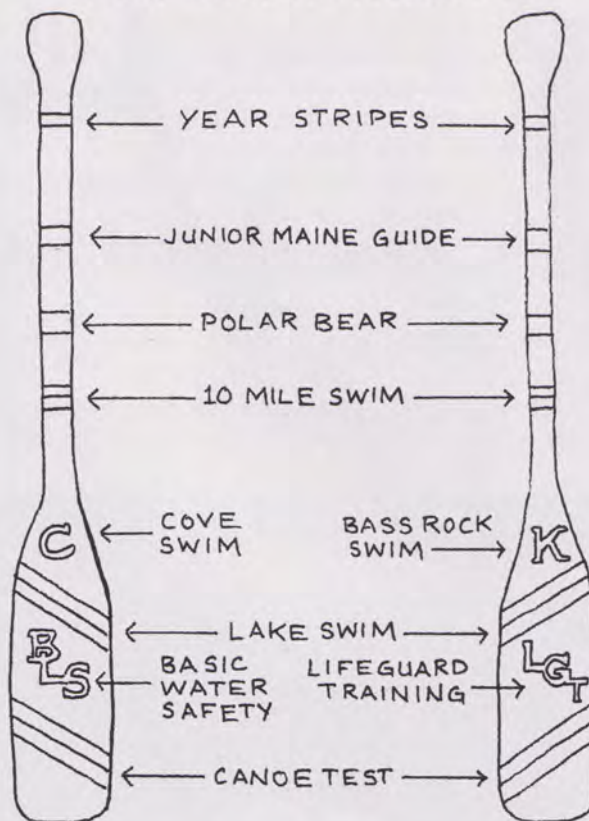 YEAR STRIPES
JUNIOR MAINE GUIDE
POLAR BEAR
10 MILE SWIM
C
COVE
SWIM
BASS ROCK
SWIM
K
LAKE SWIM
BLS
BASIC
WATER
SAFETY
LIFEGUARD
TRAINING
LGT
CANOE TEST